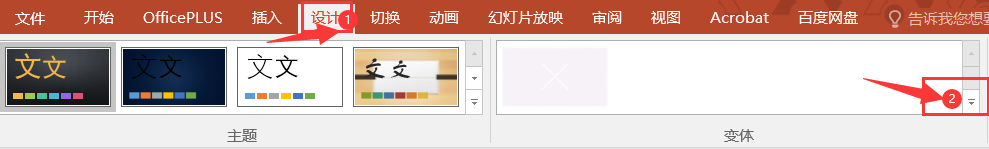 文件 开始 OfficePLUS 插入 设计 1 切换 动画 幻灯片放映 审阅 视图 Acrobat 百度网盘 告诉我您想要
文文 文文 文文 文文
2
主题 变体